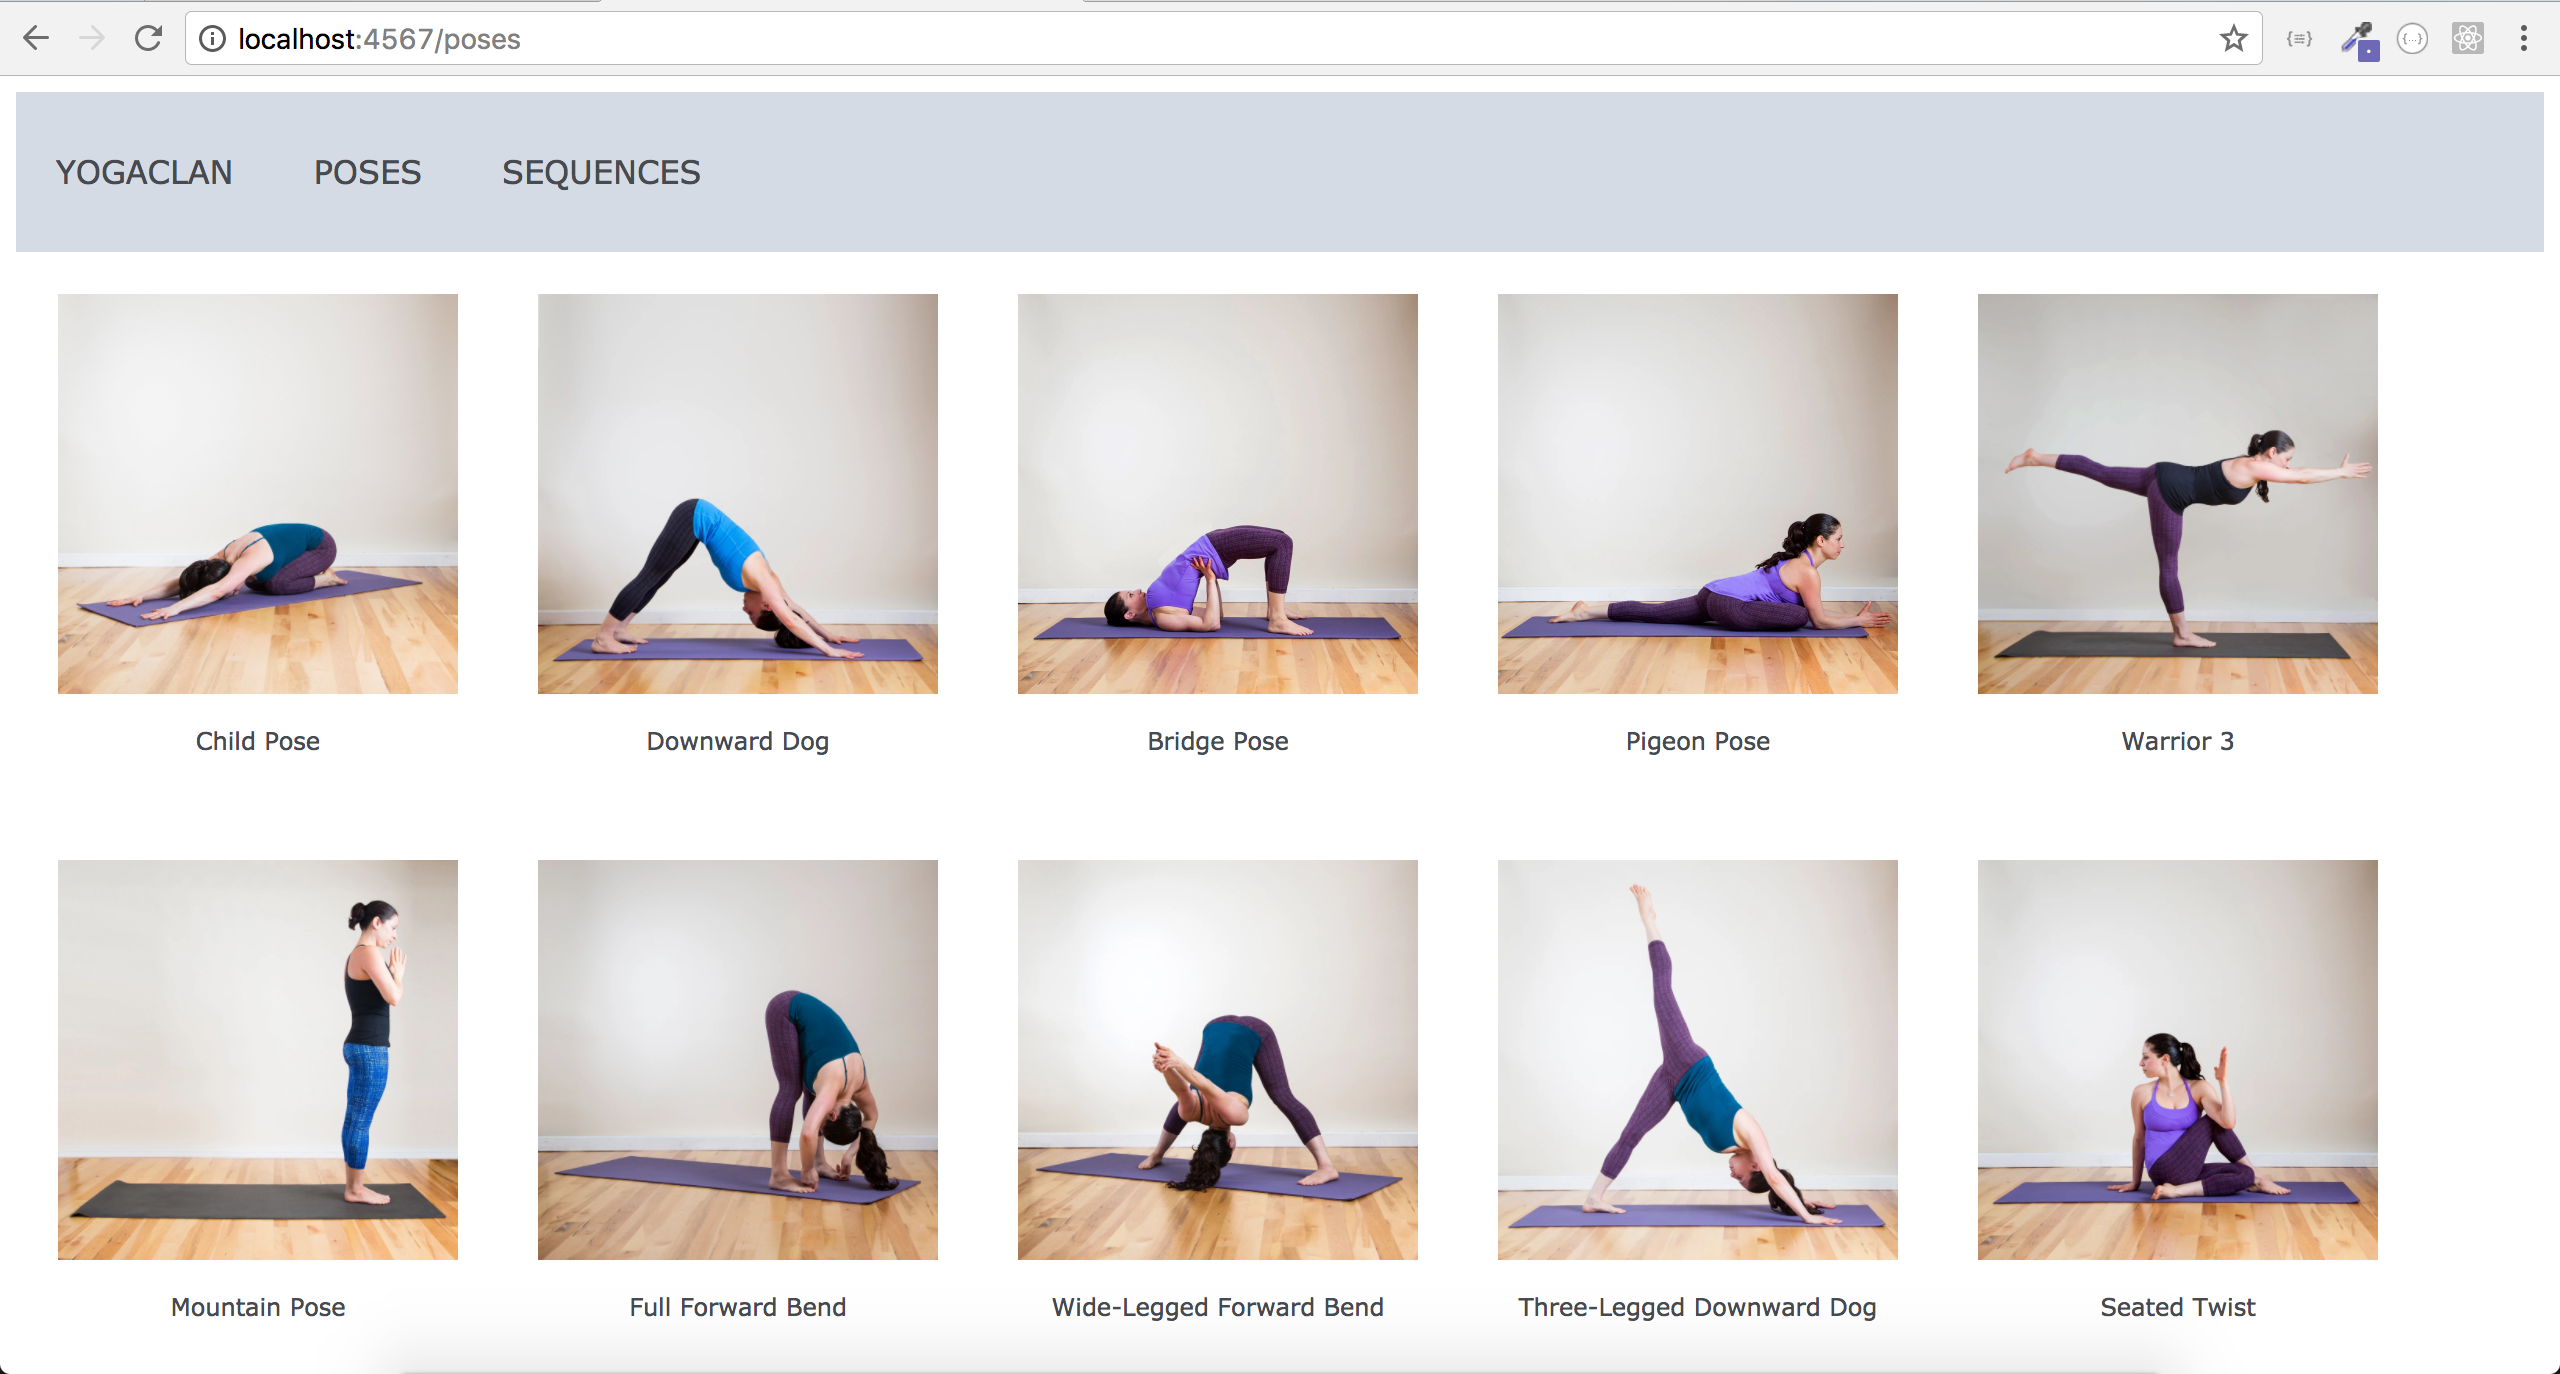 localhost:4567/poses
YOGACLAN POSES SEQUENCES
Child Pose Downward Dog Bridge Pose Pigeon Pose Warrior 3
Mountain Pose Full Forward Bend Wide-Legged Forward Bend Three-Legged Downward Dog Seated Twist